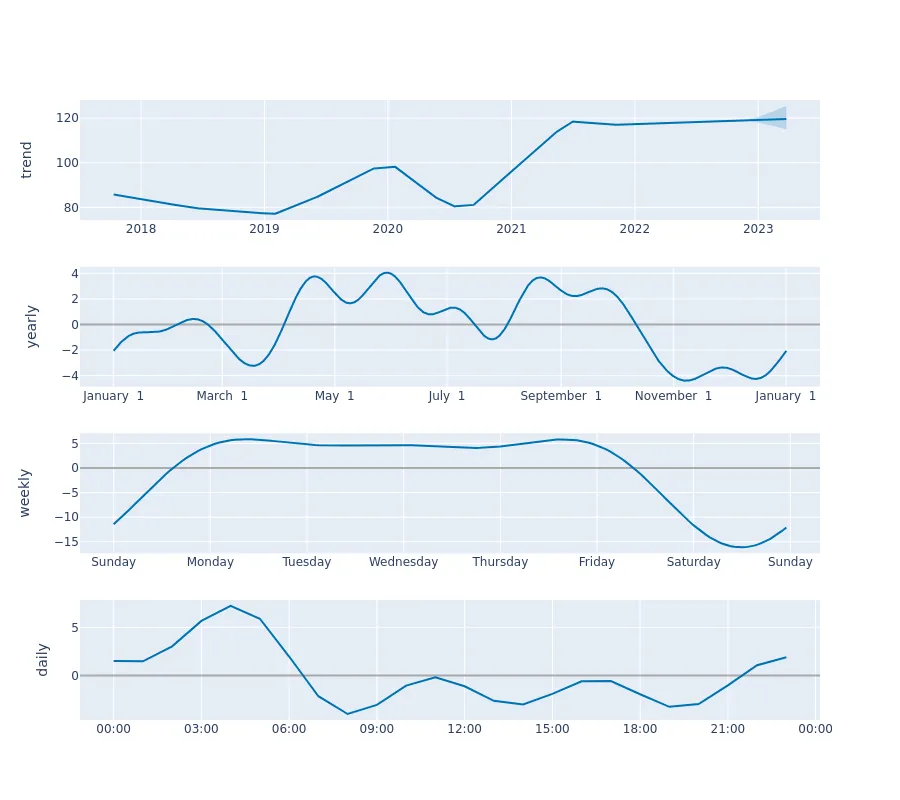 trend
120
100
80
2018 2019 2020 2021 2022 2023
yearly
4
2
0
−2
−4
January 1 March 1 May 1 July 1 September 1 November 1 January 1
weekly
5
0
−5
−10
−15
Sunday Monday Tuesday Wednesday Thursday Friday Saturday Sunday
daily
5
0
00:00 03:00 06:00 09:00 12:00 15:00 18:00 21:00 00:00